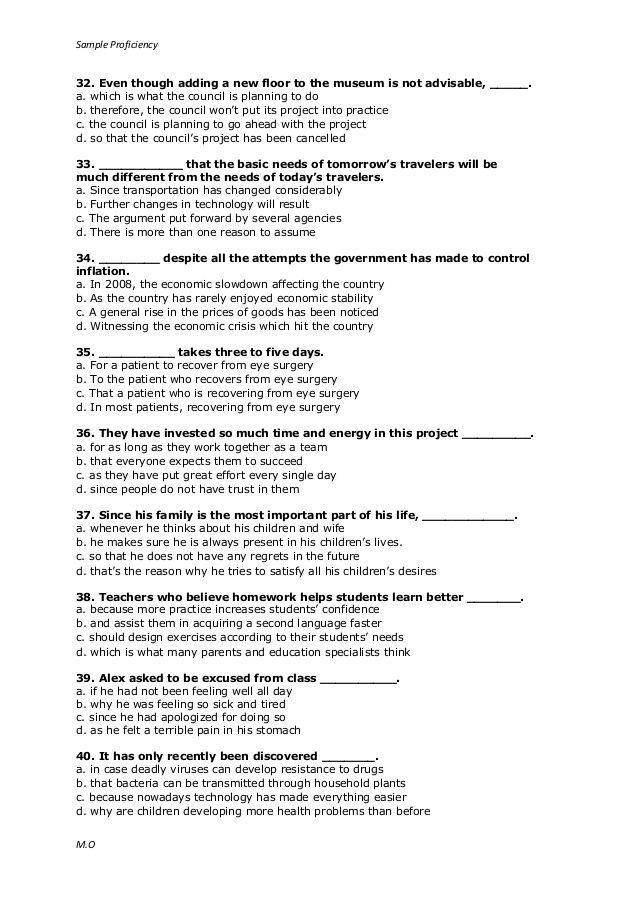 Sample Proficiency
32. Even though adding a new floor to the museum is not advisable, _____.
a. which is what the council is planning to do
b. therefore, the council won’t put its project into practice
c. the council is planning to go ahead with the project
d. so that the council’s project has been cancelled
33. ___________ that the basic needs of tomorrow’s travelers will be
much different from the needs of today’s travelers.
a. Since transportation has changed considerably
b. Further changes in technology will result
c. The argument put forward by several agencies
d. There is more than one reason to assume
34. ________ despite all the attempts the government has made to control
inflation.
a. In 2008, the economic slowdown affecting the country
b. As the country has rarely enjoyed economic stability
c. A general rise in the prices of goods has been noticed
d. Witnessing the economic crisis which hit the country
35. __________ takes three to five days.
a. For a patient to recover from eye surgery
b. To the patient who recovers from eye surgery
c. That a patient who is recovering from eye surgery
d. In most patients, recovering from eye surgery
36. They have invested so much time and energy in this project _________.
a. for as long as they work together as a team
b. that everyone expects them to succeed
c. as they have put great effort every single day
d. since people do not have trust in them
37. Since his family is the most important part of his life, ____________.
a. whenever he thinks about his children and wife
b. he makes sure he is always present in his children’s lives.
c. so that he does not have any regrets in the future
d. that’s the reason why he tries to satisfy all his children’s desires
38. Teachers who believe homework helps students learn better _______.
a. because more practice increases students’ confidence
b. and assist them in acquiring a second language faster
c. should design exercises according to their students’ needs
d. which is what many parents and education specialists think
39. Alex asked to be excused from class __________.
a. if he had not been feeling well all day
b. why he was feeling so sick and tired
c. since he had apologized for doing so
d. as he felt a terrible pain in his stomach
40. It has only recently been discovered _______.
a. in case deadly viruses can develop resistance to drugs
b. that bacteria can be transmitted through household plants
c. because nowadays technology has made everything easier
d. why are children developing more health problems than before
M.O